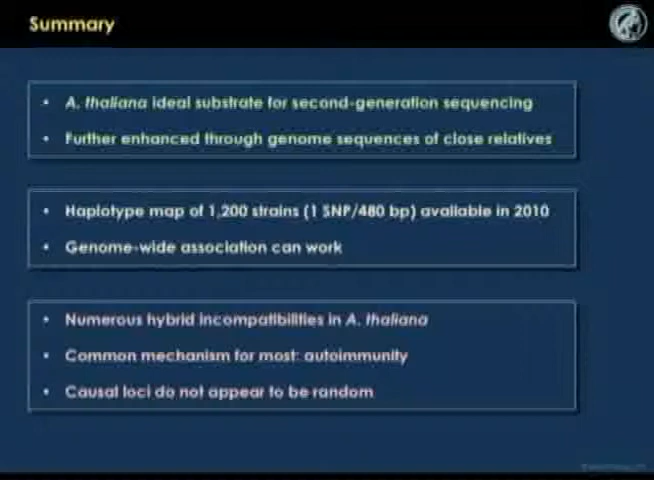 Summary
• A. thaliana ideal substrate for second-generation sequencing
• Further enhanced through genome sequences of close relatives
• Haplotype map of 1,200 strains (1 SNP/480 bp) available in 2010
• Genome-wide association can work
• Numerous hybrid incompatibilities in A. thaliana
• Common mechanism for most: autoimmunity
• Causal loci do not appear to be random